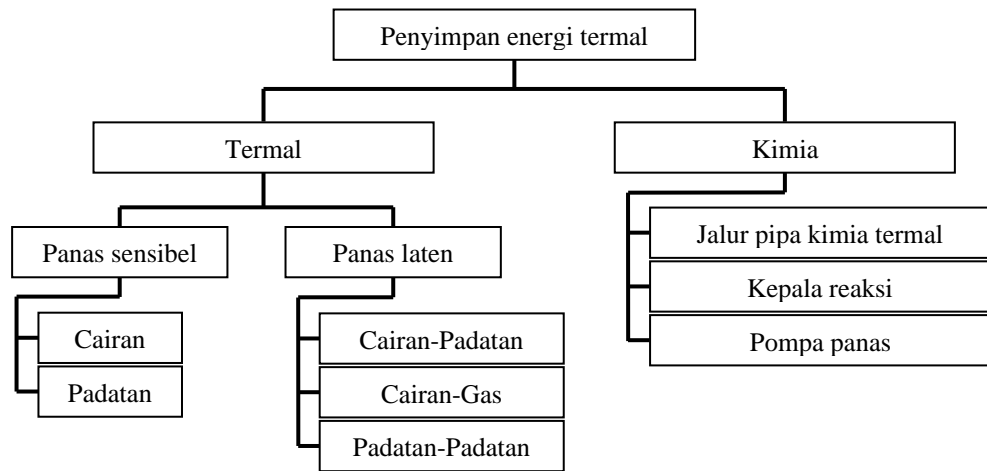 Penyimpan energi termal
Termal
Kimia
Panas sensibel
Panas laten
Jalur pipa kimia termal
Kepala reaksi
Pompa panas
Cairan
Padatan
Cairan-Padatan
Cairan-Gas
Padatan-Padatan